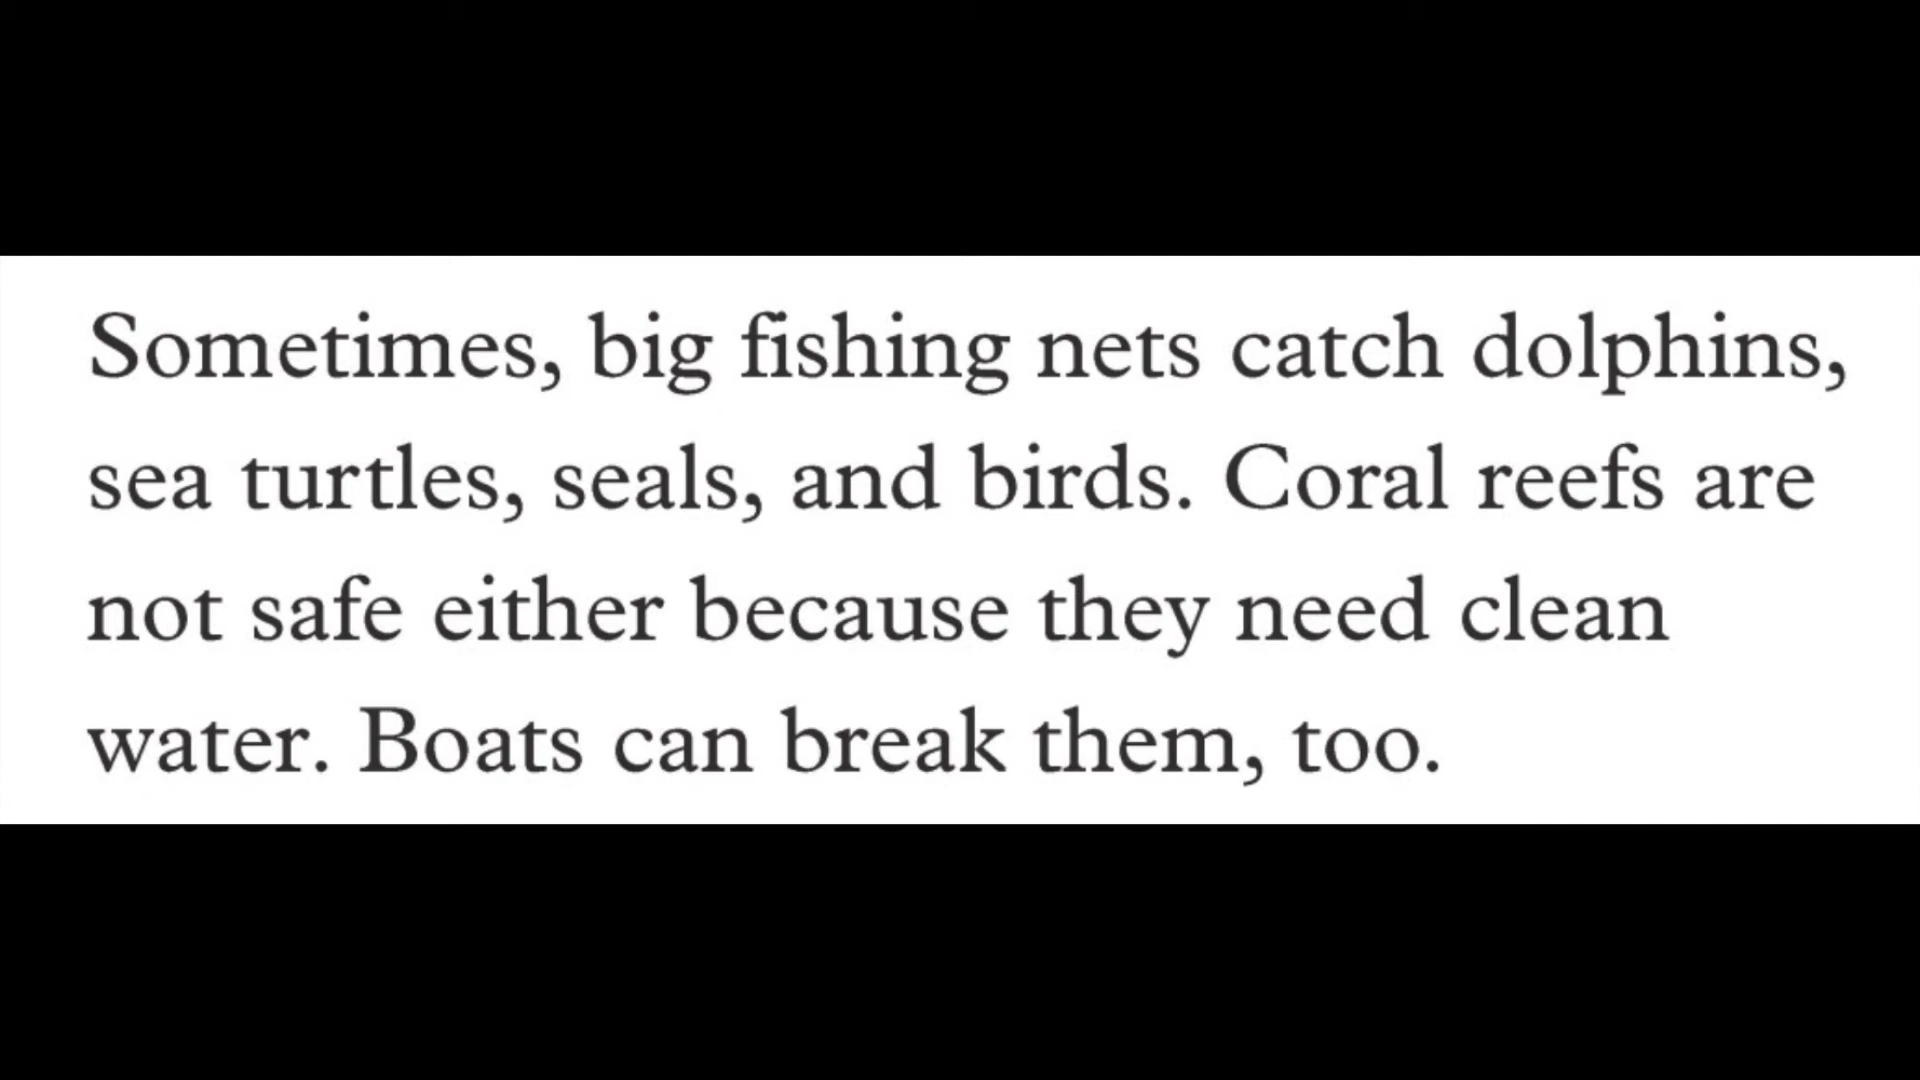 Sometimes, big fishing nets catch dolphins,
sea turtles, seals, and birds. Coral reefs are
not safe either because they need clean
water. Boats can break them, too.